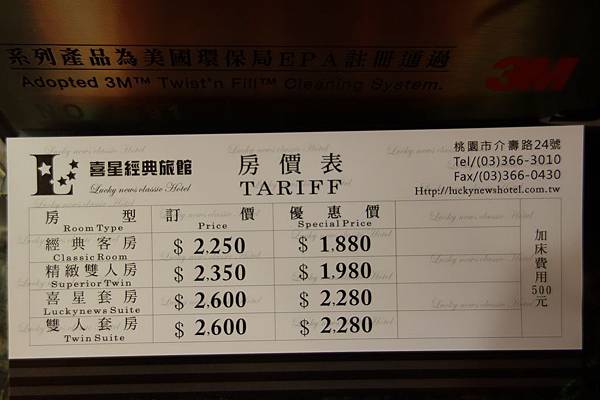 系列產品為美國環保局EPA註冊通過
Adopted 3M™ Twist'n Fill™ Cleaning System.
3M
喜星經典旅館
Lucky news classic Hotel
房價表
TARIFF
桃園市介壽路24號
Tel/(03)366-3010
Fax/(03)366-0430
Http://luckynewshotel.com.tw
房型 訂價 優惠價
Room Type Price Special Price
經典客房 $ 2,250 $ 1,880
Classic Room
精緻雙人房 $ 2,350 $ 1,980
Superior Twin
喜星套房 $ 2,600 $ 2,280
Luckynews Suite
雙人套房 $ 2,600 $ 2,280
Twin Suite
加床費用500元